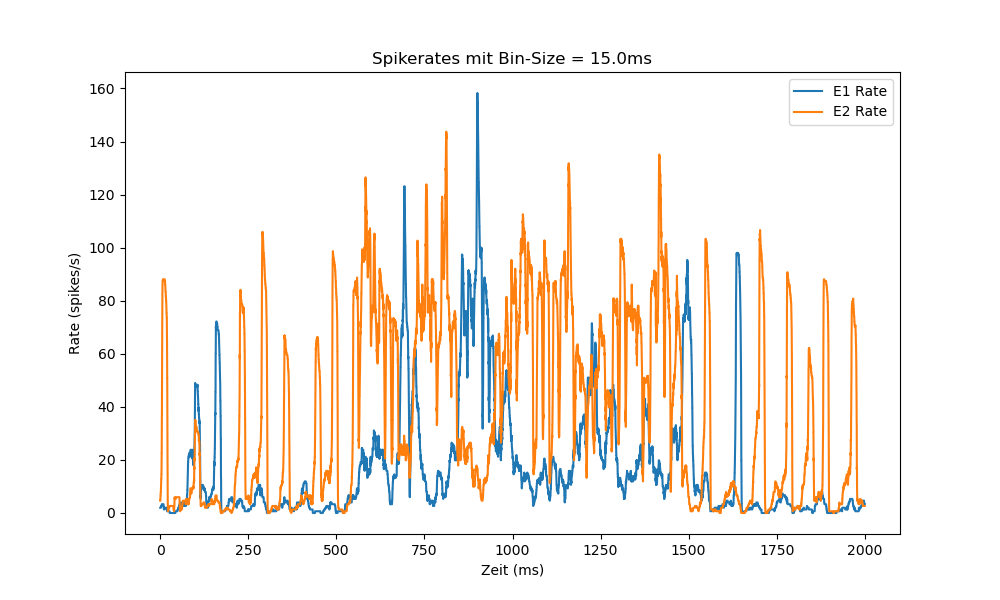 Spikerates mit Bin-Size = 15.0ms
E1 Rate
E2 Rate
Rate (spikes/s)
160
140
120
100
80
60
40
20
0
0 250 500 750 1000 1250 1500 1750 2000
Zeit (ms)